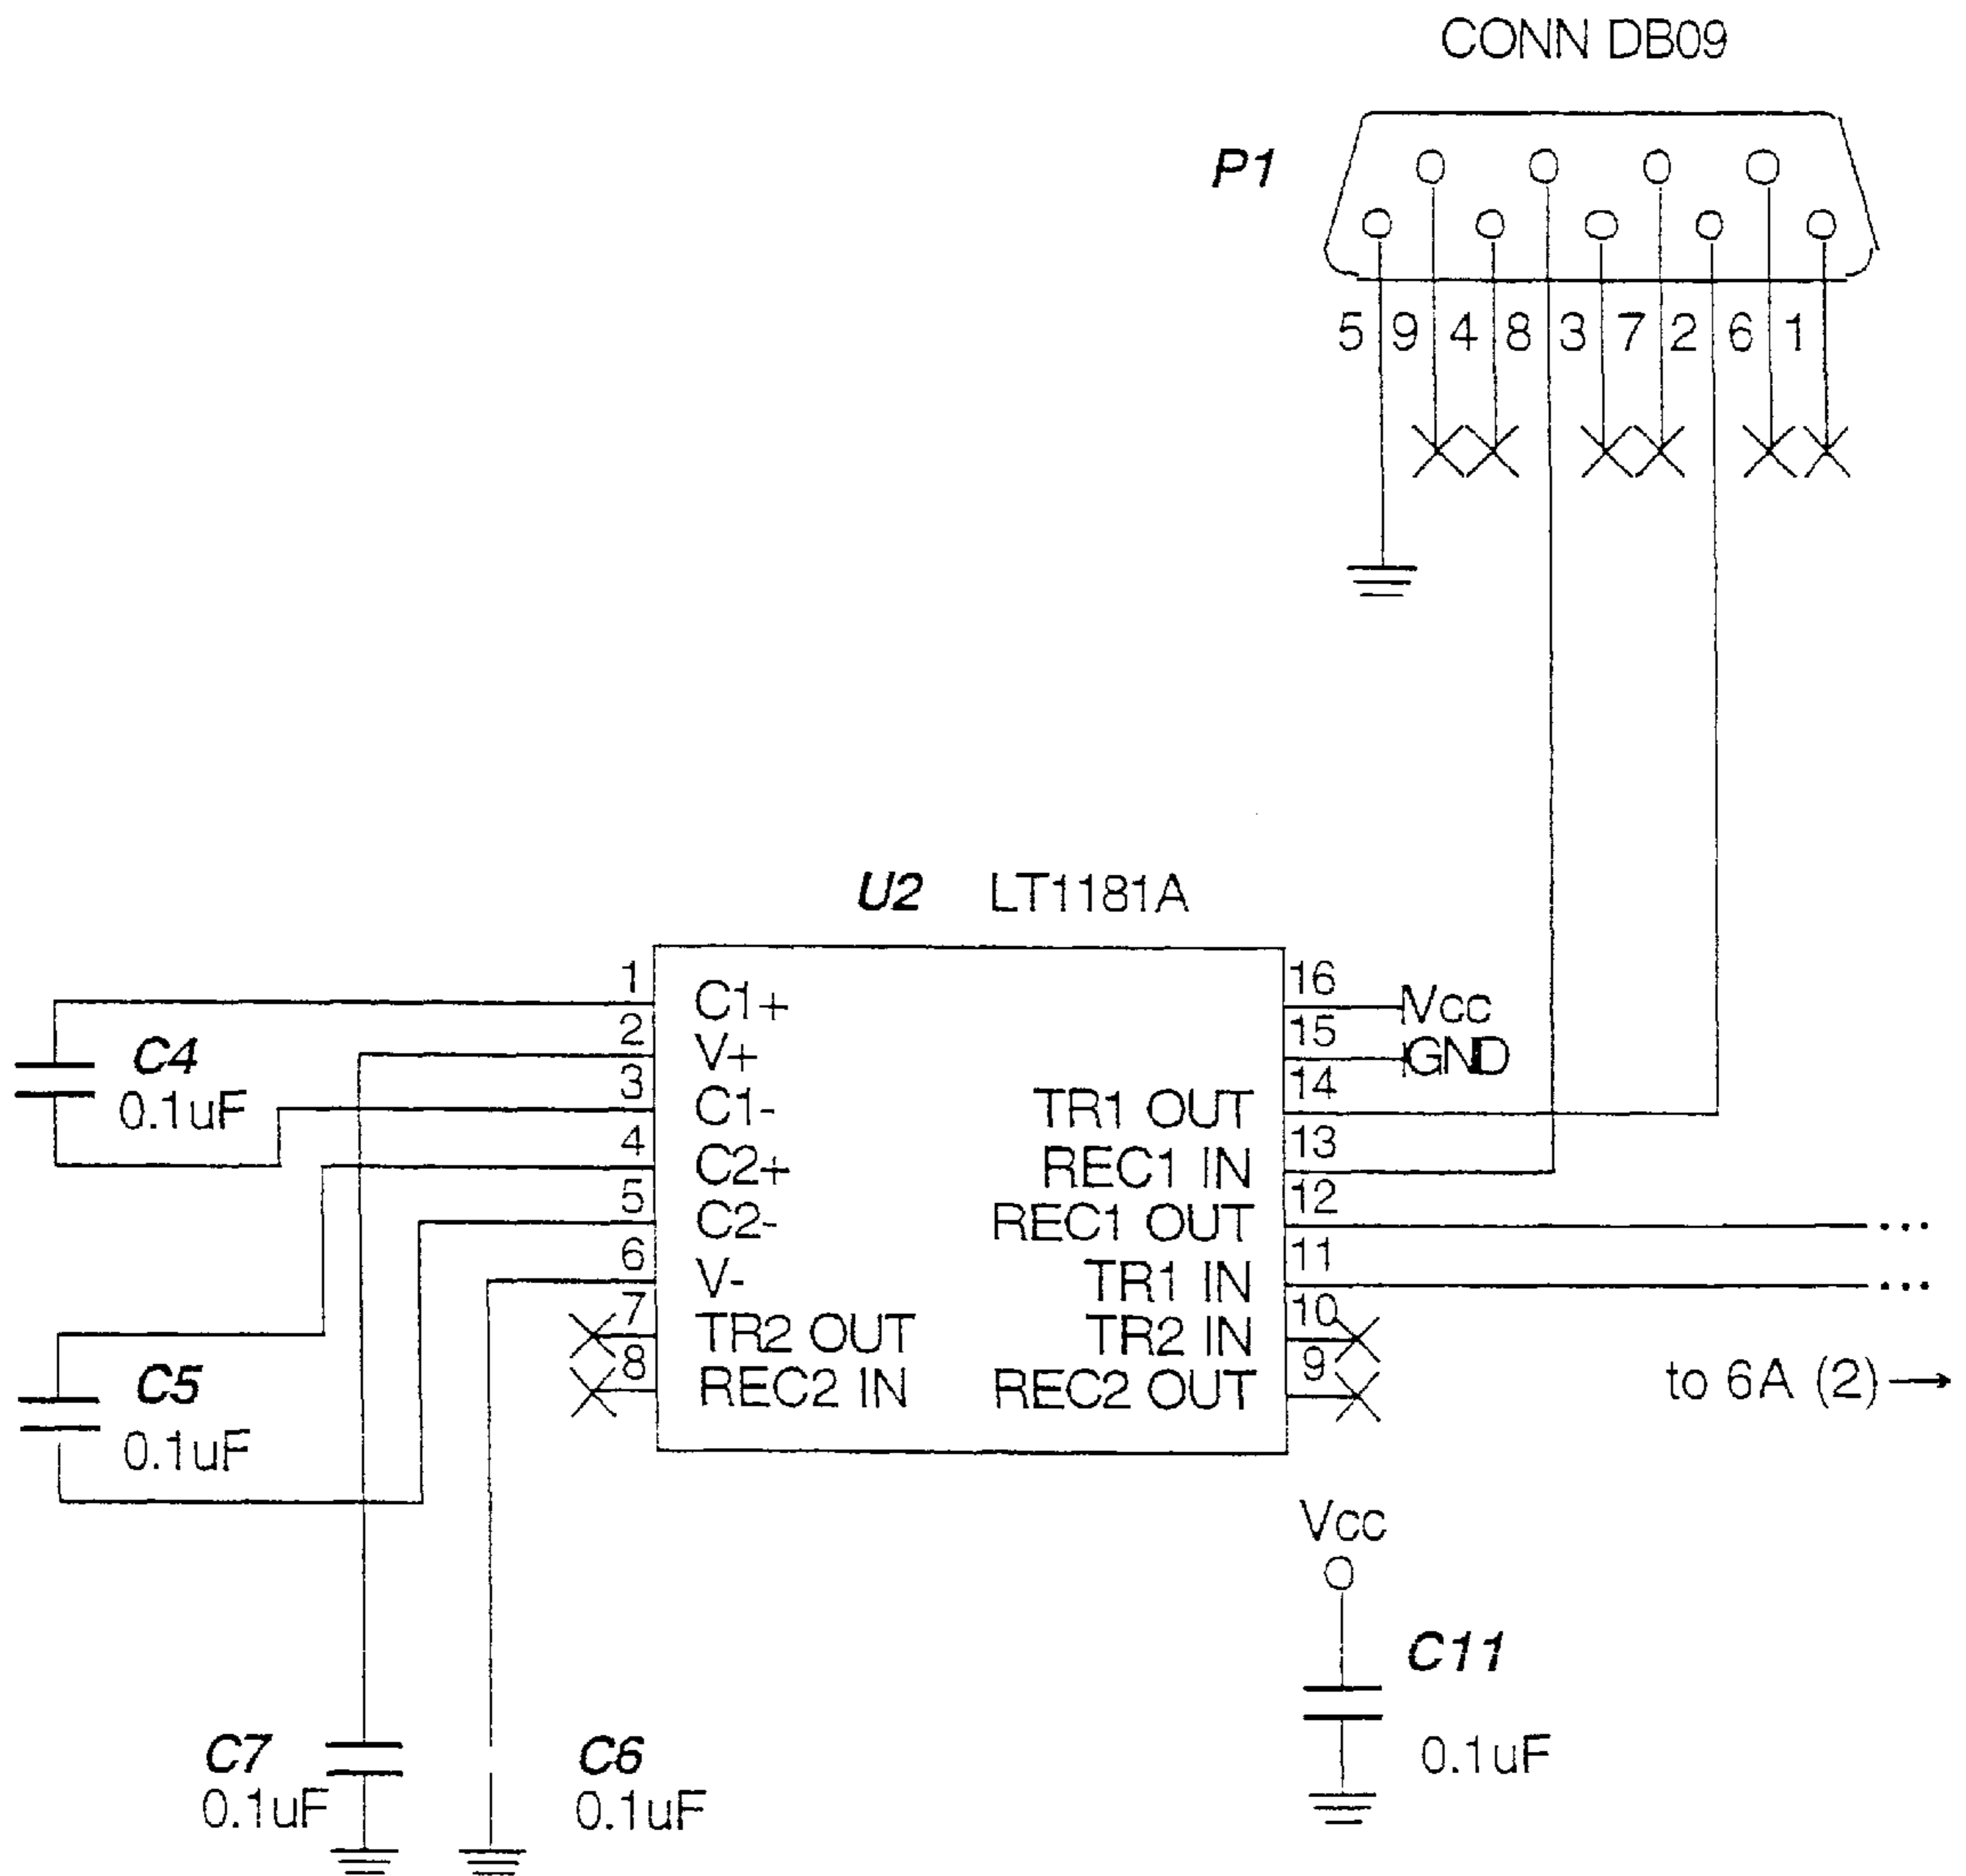 CONN DB09
P1
5 9 4 8 3 7 2 6 1
U2 LT1181A
1 C1+
2 V+
3 C1-
4 C2+
5 C2-
6 V-
7 TR2 OUT
8 REC2 IN
16 Vcc
15 GND
14 TR1 OUT
13 REC1 IN
12 REC1 OUT ...
11 TR1 IN ...
10 TR2 IN
9 REC2 OUT
to 6A (2) →
C4
0.1uF
C5
0.1uF
Vcc
C11
0.1uF
C7
0.1uF
C6
0.1uF